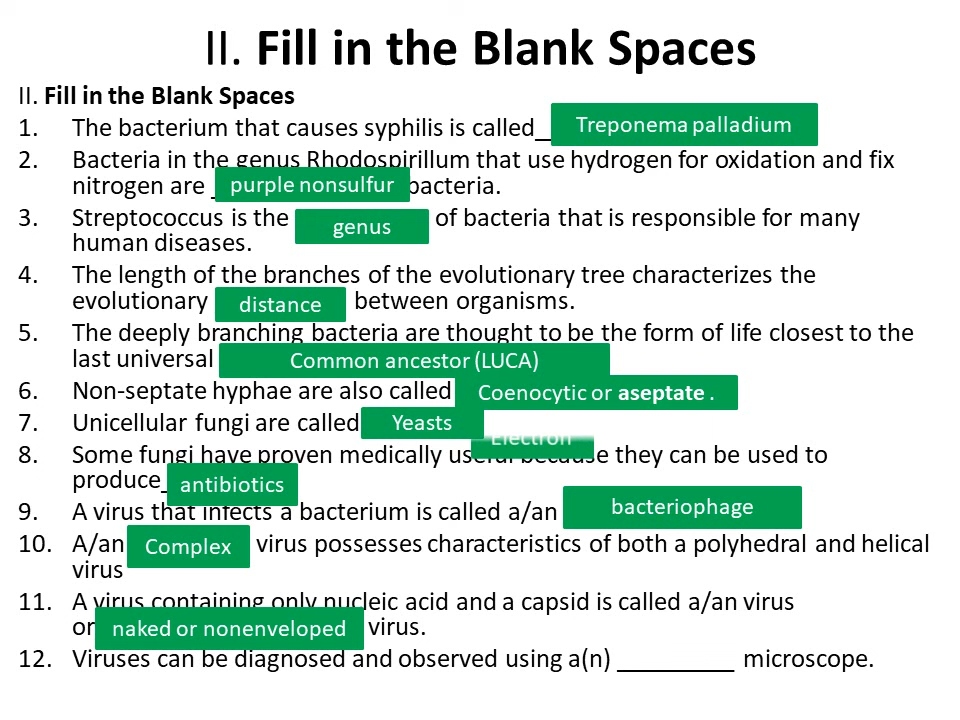 II. Fill in the Blank Spaces
II. Fill in the Blank Spaces
1. The bacterium that causes syphilis is called_ Treponema palladium
2. Bacteria in the genus Rhodospirillum that use hydrogen for oxidation and fix
nitrogen are _ purple nonsulfur bacteria.
3. Streptococcus is the genus of bacteria that is responsible for many
human diseases.
4. The length of the branches of the evolutionary tree characterizes the
evolutionary distance between organisms.
5. The deeply branching bacteria are thought to be the form of life closest to the
last universal Common ancestor (LUCA)
6. Non-septate hyphae are also called Coenocytic or aseptate .
7. Unicellular fungi are called Yeasts
Electron
8. Some fungi have proven medically useful because they can be used to
produce_ antibiotics
9. A virus that infects a bacterium is called a/an bacteriophage
10. A/an Complex virus possesses characteristics of both a polyhedral and helical
virus
11. A virus containing only nucleic acid and a capsid is called a/an virus
or naked or nonenveloped virus.
12. Viruses can be diagnosed and observed using a(n) _________ microscope.